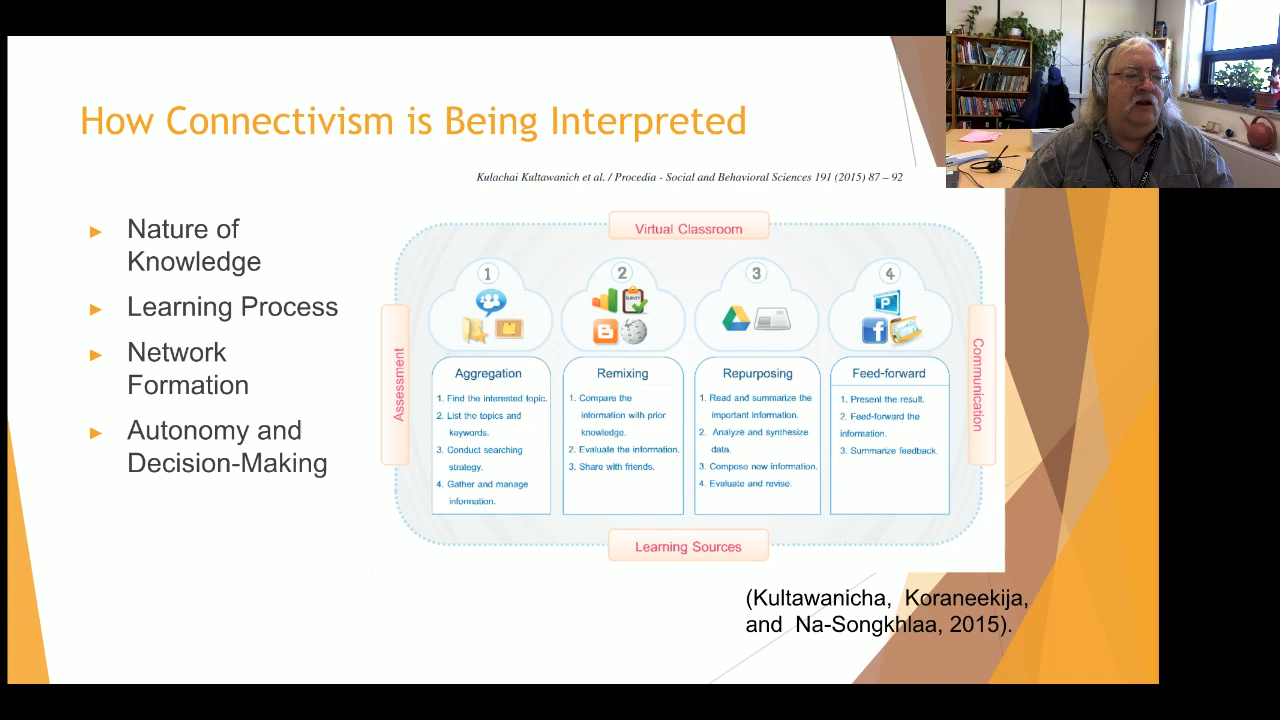 How Connectivism is Being Interpreted
Kulachai Kultawanich et al. / Procedia - Social and Behavioral Sciences 191 (2015) 87 – 92
Nature of
Knowledge
Learning Process
Network
Formation
Autonomy and
Decision-Making
Virtual Classroom
Assessment
Communication
1
2
3
4
SURVEY
Aggregation
1. Find the interested topic.
2. List the topics and
keywords.
3. Conduct searching
strategy.
4. Gather and manage
information.
Remixing
1. Compare the
information with prior
knowledge.
2. Evaluate the information.
3. Share with friends.
Repurposing
1. Read and summarize the
important information.
2. Analyze and synthesize
data.
3. Compose new information.
4. Evaluate and revise.
Feed-forward
1. Present the result.
2. Feed-forward the
information.
3. Summarize feedback.
Learning Sources
(Kultawanicha, Koraneekija,
and Na-Songkhlaa, 2015).